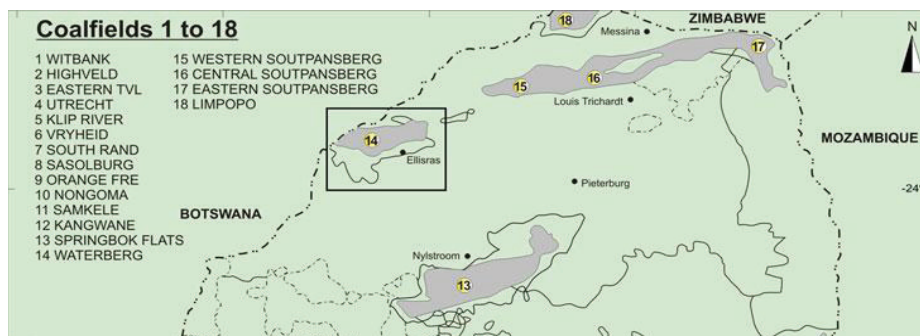 Coalfields 1 to 18
1 WITBANK
2 HIGHVELD
3 EASTERN TVL
4 UTRECHT
5 KLIP RIVER
6 VRYHEID
7 SOUTH RAND
8 SASOLBURG
9 ORANGE FRE
10 NONGOMA
11 SAMKELE
12 KANGWANE
13 SPRINGBOK FLATS
14 WATERBERG
15 WESTERN SOUTPANSBERG
16 CENTRAL SOUTPANSBERG
17 EASTERN SOUTPANSBERG
18 LIMPOPO
18
ZIMBABWE
Messina
N
17
16
15
Louis Trichardt
14
Ellisras
MOZAMBIQUE
Pieterburg
-24
BOTSWANA
Nylstroom
13